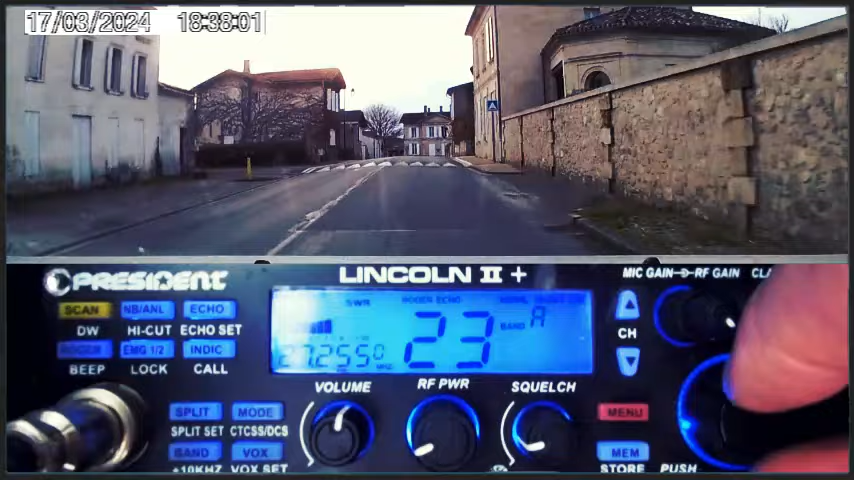 17/03/2024 18:38:01
PRESIDENT
LINCOLN II +
MIC GAIN RF GAIN
SCAN NB/ANL ECHO
DW HI-CUT ECHO SET
ROGER EMG 1/2 INDIC
BEEP LOCK CALL
SWR ROGER ECHO
23 BAND A
27.2550 MHZ
CH
VOLUME RF PWR SQUELCH
SPLIT MODE
SPLIT SET CTCSS/DCS
BAND VOX
+10KHZ VOX SET
MENU
MEM
STORE PUSH